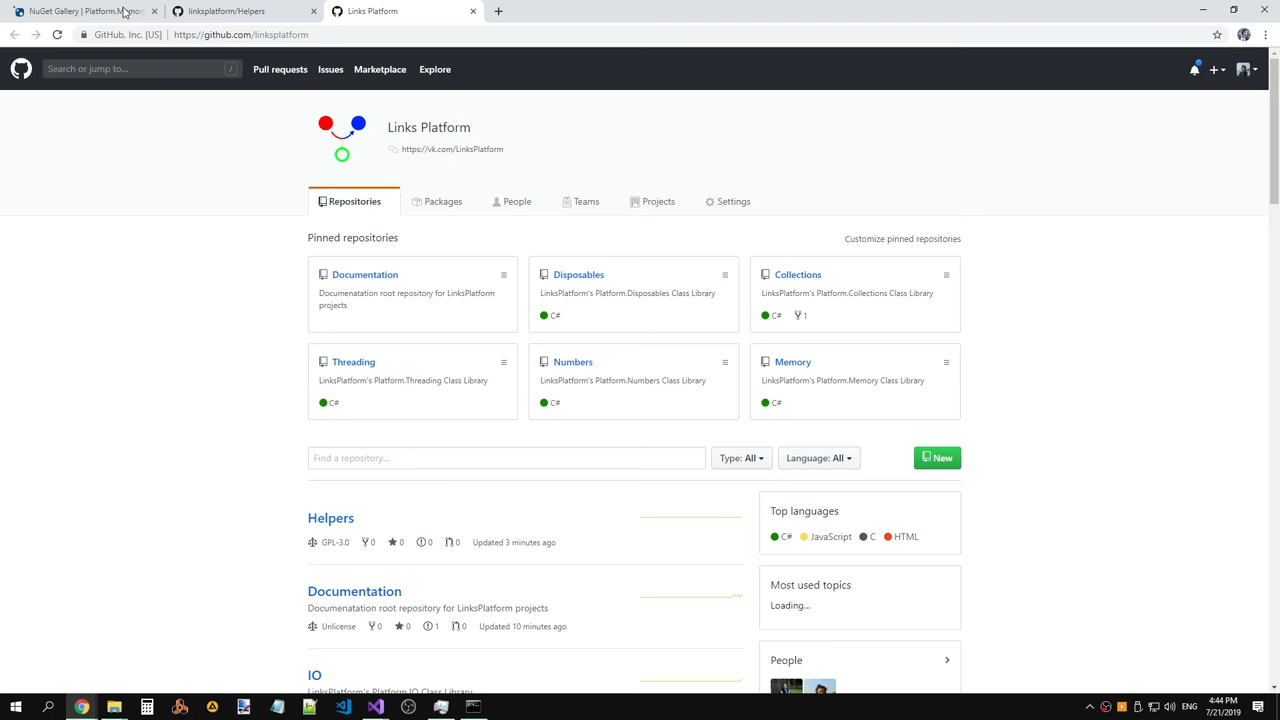 NuGet Gallery | Platform.Memory
linksplatform/Helpers
Links Platform
GitHub, Inc. [US] https://github.com/linksplatform
Search or jump to... / Pull requests Issues Marketplace Explore
Links Platform
https://vk.com/LinksPlatform
Repositories Packages People Teams Projects Settings
Pinned repositories Customize pinned repositories
Documentation Disposables Collections
Documenatation root repository for LinksPlatform LinksPlatform's Platform.Disposables Class Library LinksPlatform's Platform.Collections Class Library
projects
C# C# 1
Threading Numbers Memory
LinksPlatform's Platform.Threading Class Library LinksPlatform's Platform.Numbers Class Library LinksPlatform's Platform.Memory Class Library
C# C# C#
Find a repository... Type: All Language: All New
Helpers
GPL-3.0 0 0 0 0 Updated 3 minutes ago
Documentation
Documenatation root repository for LinksPlatform projects
Unlicense 0 0 1 0 Updated 10 minutes ago
IO
LinksPlatform's Platform.IO Class Library
Top languages
C# JavaScript C HTML
Most used topics
Loading...
People
ENG 4:44 PM
7/21/2019